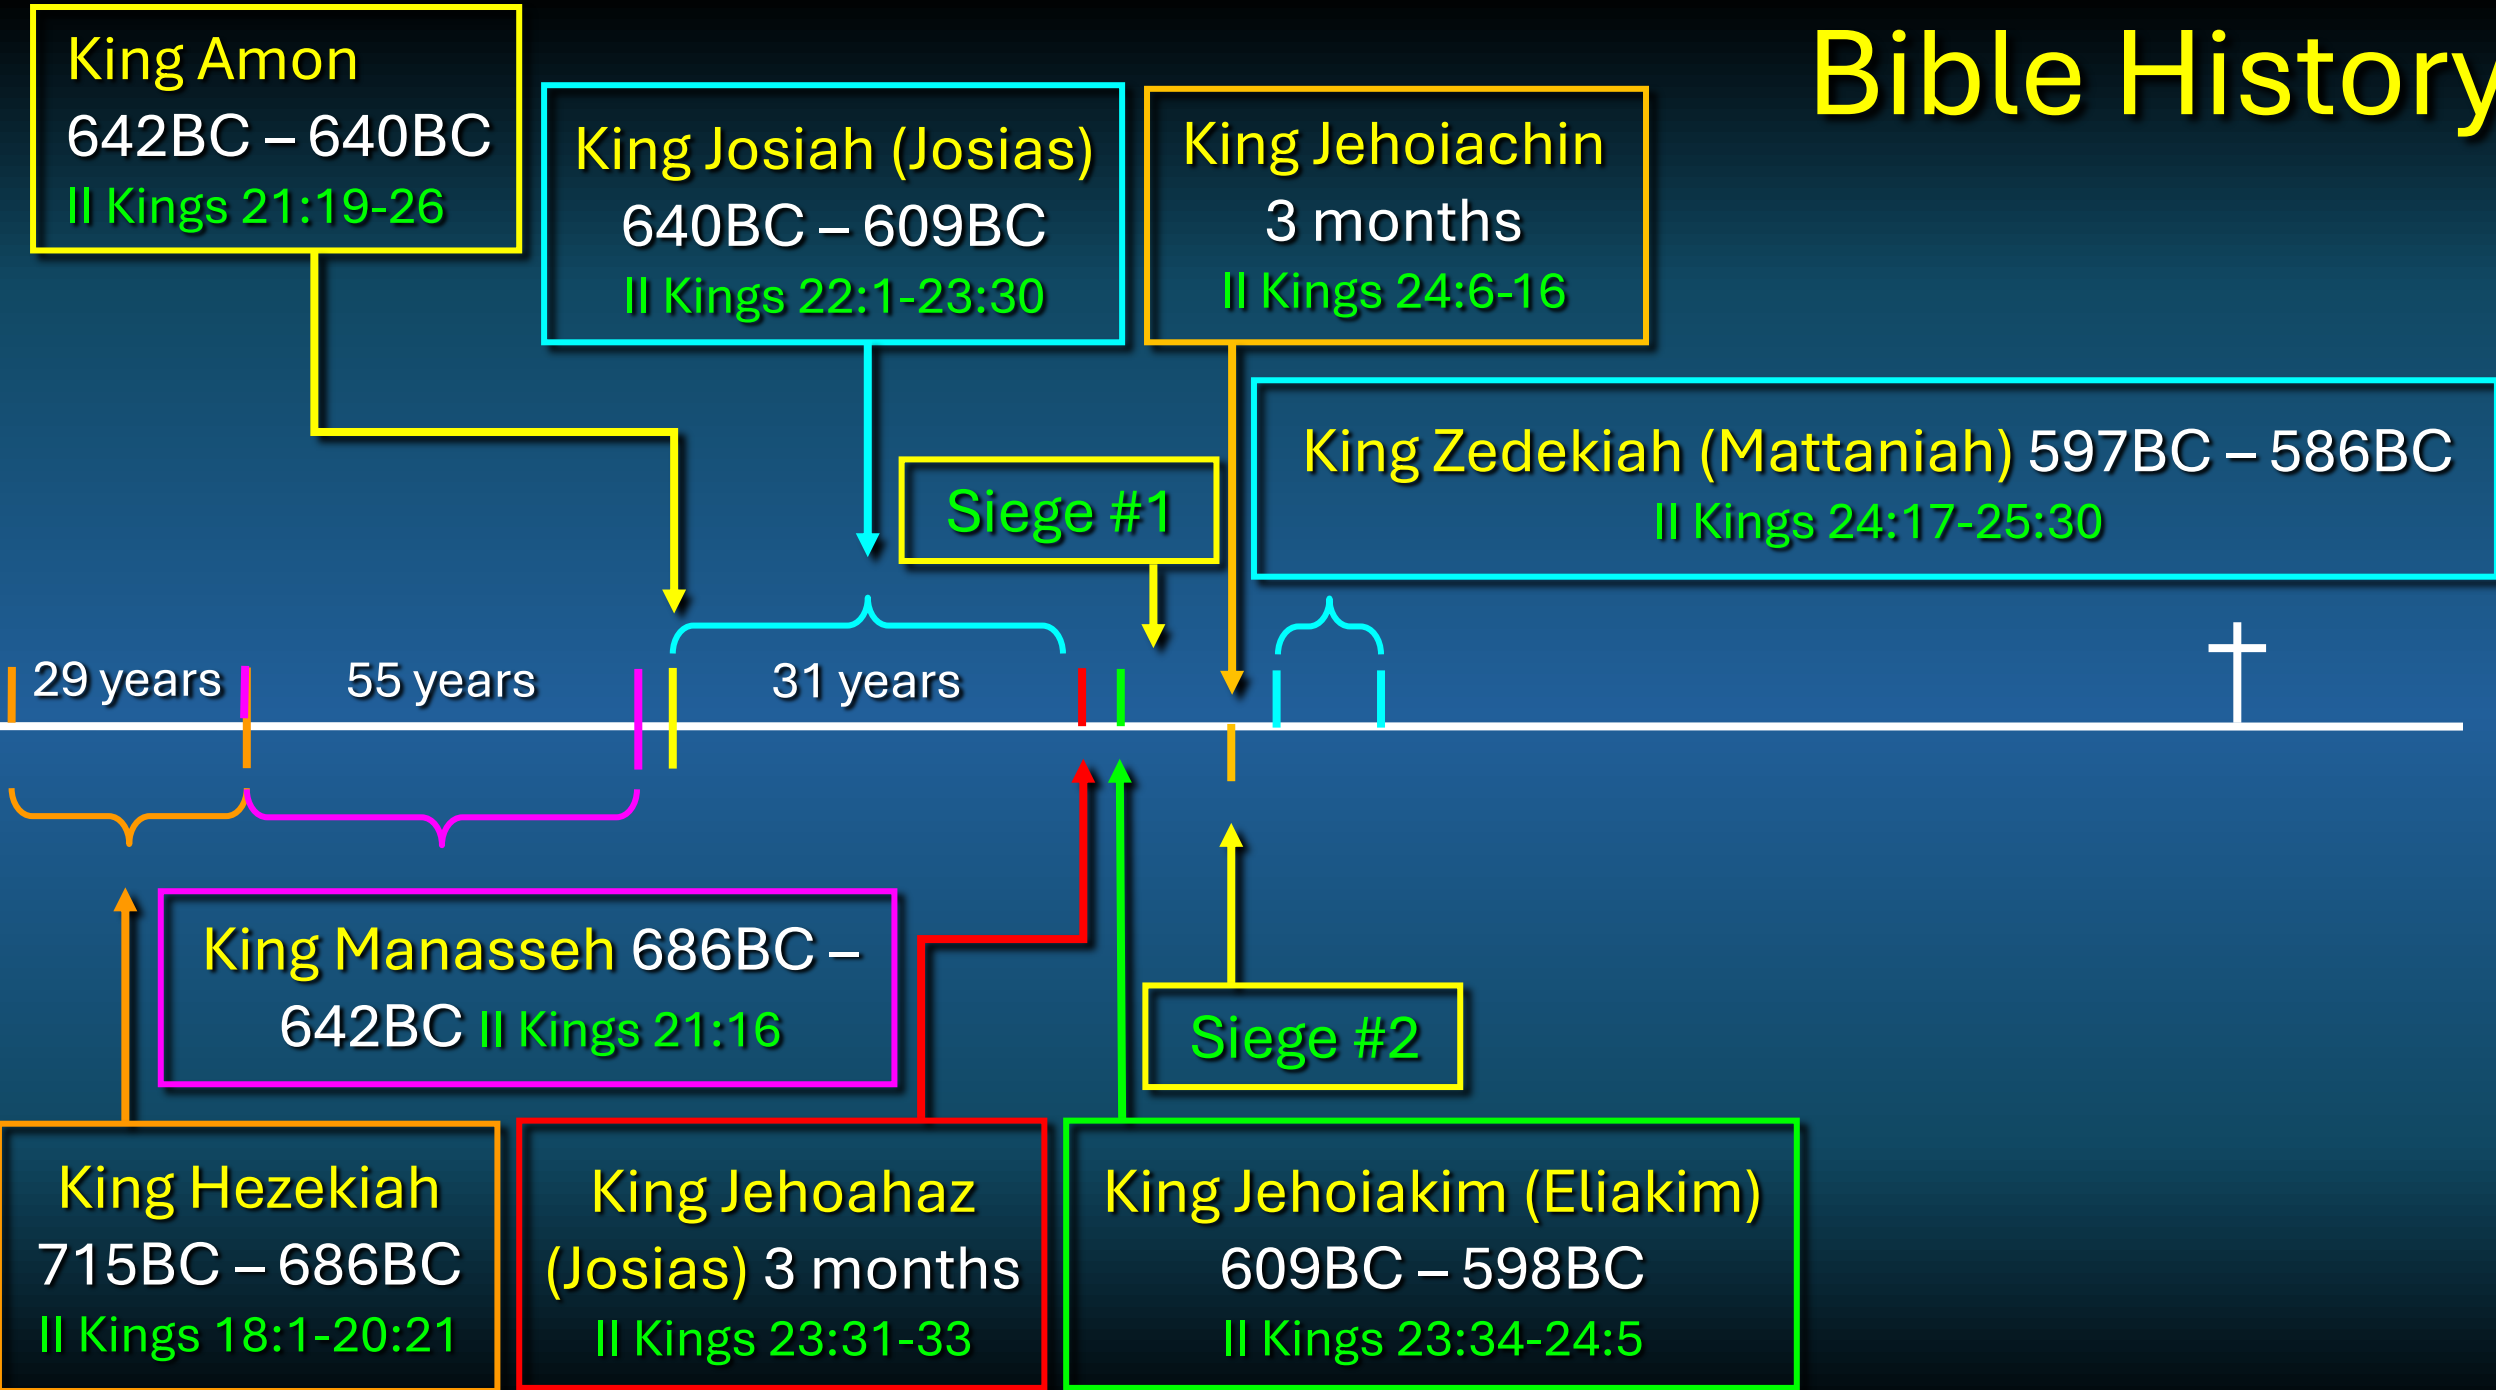 Bible History
King Amon
642BC – 640BC
II Kings 21:19-26
King Josiah (Josias)
640BC – 609BC
II Kings 22:1-23:30
King Jehoiachin
3 months
II Kings 24:6-16
King Zedekiah (Mattaniah) 597BC – 586BC
II Kings 24:17-25:30
Siege #1
29 years
55 years
31 years
King Manasseh 686BC –
642BC II Kings 21:16
Siege #2
King Hezekiah
715BC – 686BC
II Kings 18:1-20:21
King Jehoahaz
(Josias) 3 months
II Kings 23:31-33
King Jehoiakim (Eliakim)
609BC – 598BC
II Kings 23:34-24:5